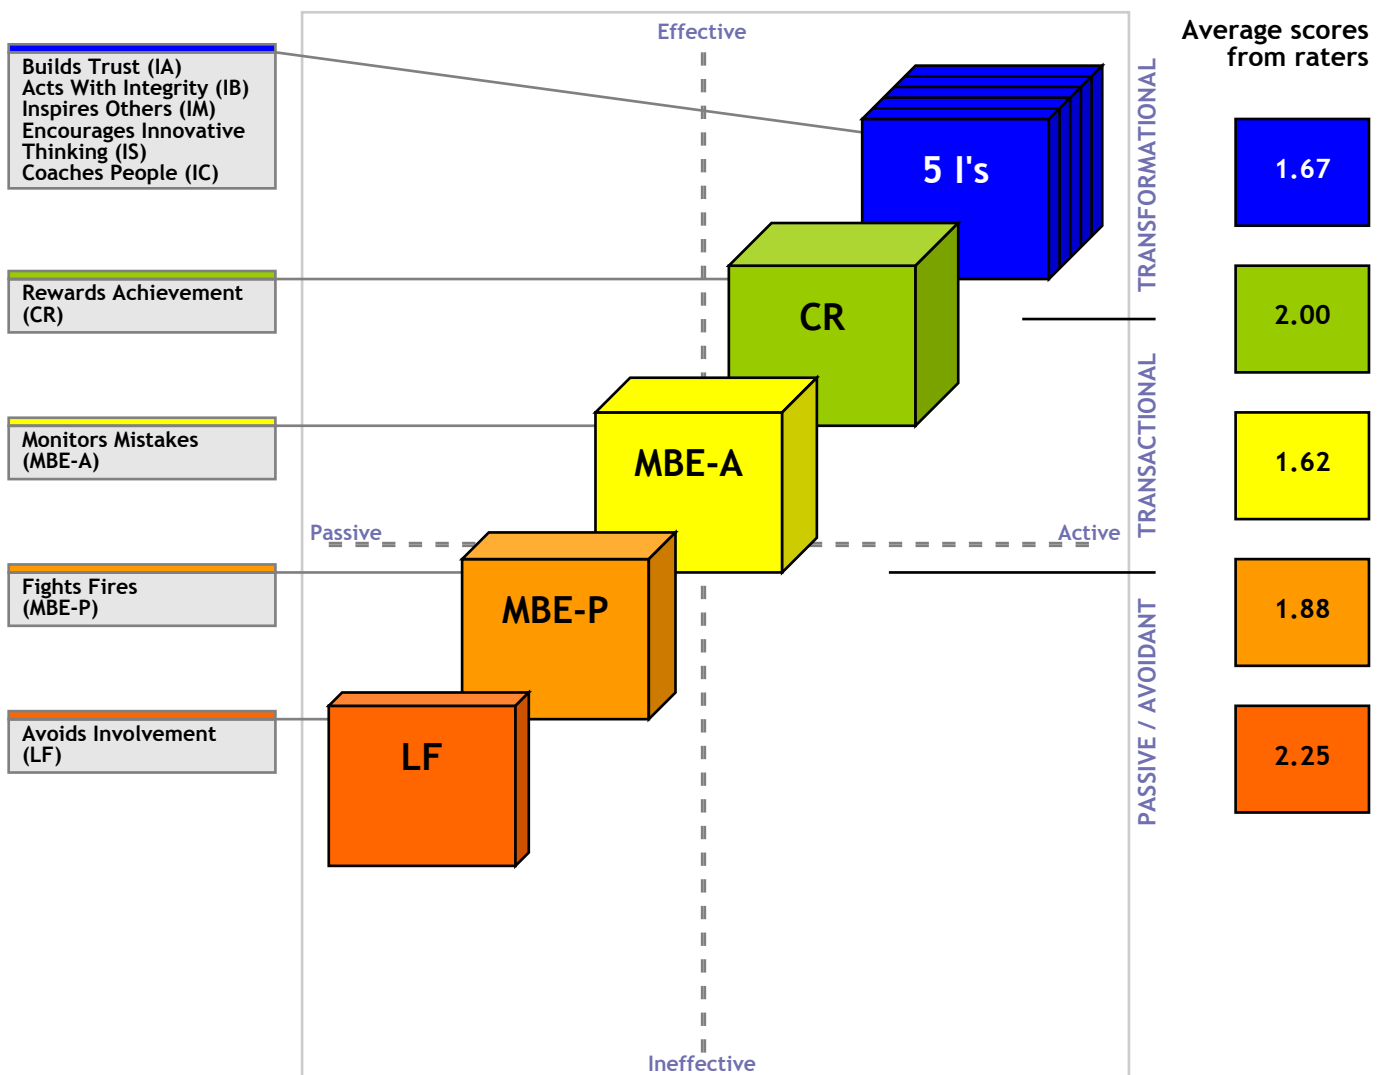 Effective
Average scores
from raters
Builds Trust (IA)
Acts With Integrity (IB)
Inspires Others (IM)
Encourages Innovative
Thinking (IS)
Coaches People (IC)
5 I's
TRANSFORMATIONAL
1.67
Rewards Achievement
(CR)
CR
2.00
Monitors Mistakes
(MBE-A)
MBE-A
TRANSACTIONAL
1.62
Passive
Active
Fights Fires
(MBE-P)
MBE-P
1.88
PASSIVE / AVOIDANT
Avoids Involvement
(LF)
LF
2.25
Ineffective